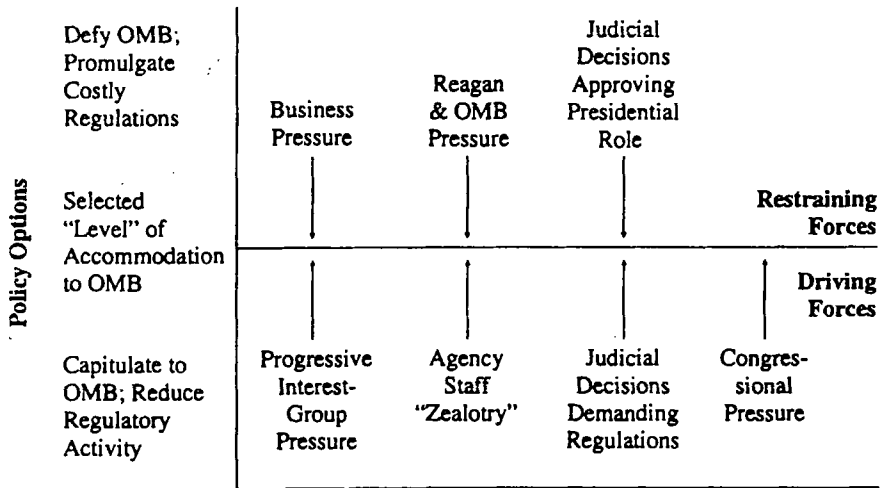 Defy OMB;
Promulgate
Costly
Regulations
Business
Pressure
Reagan
& OMB
Pressure
Judicial
Decisions
Approving
Presidential
Role
Policy Options
Selected
“Level” of
Accommodation
to OMB
Restraining
Forces
Driving
Forces
Capitulate to
OMB; Reduce
Regulatory
Activity
Progressive
Interest-
Group
Pressure
Agency
Staff
“Zealotry”
Judicial
Decisions
Demanding
Regulations
Congres-
sional
Pressure